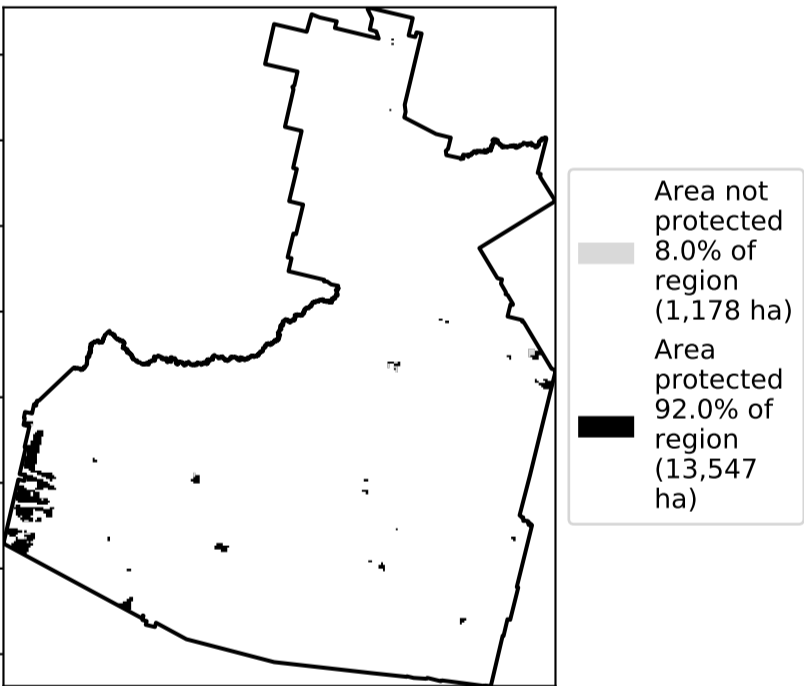 Area not
protected
8.0% of
region
(1,178 ha)
Area
protected
92.0% of
region
(13,547
ha)